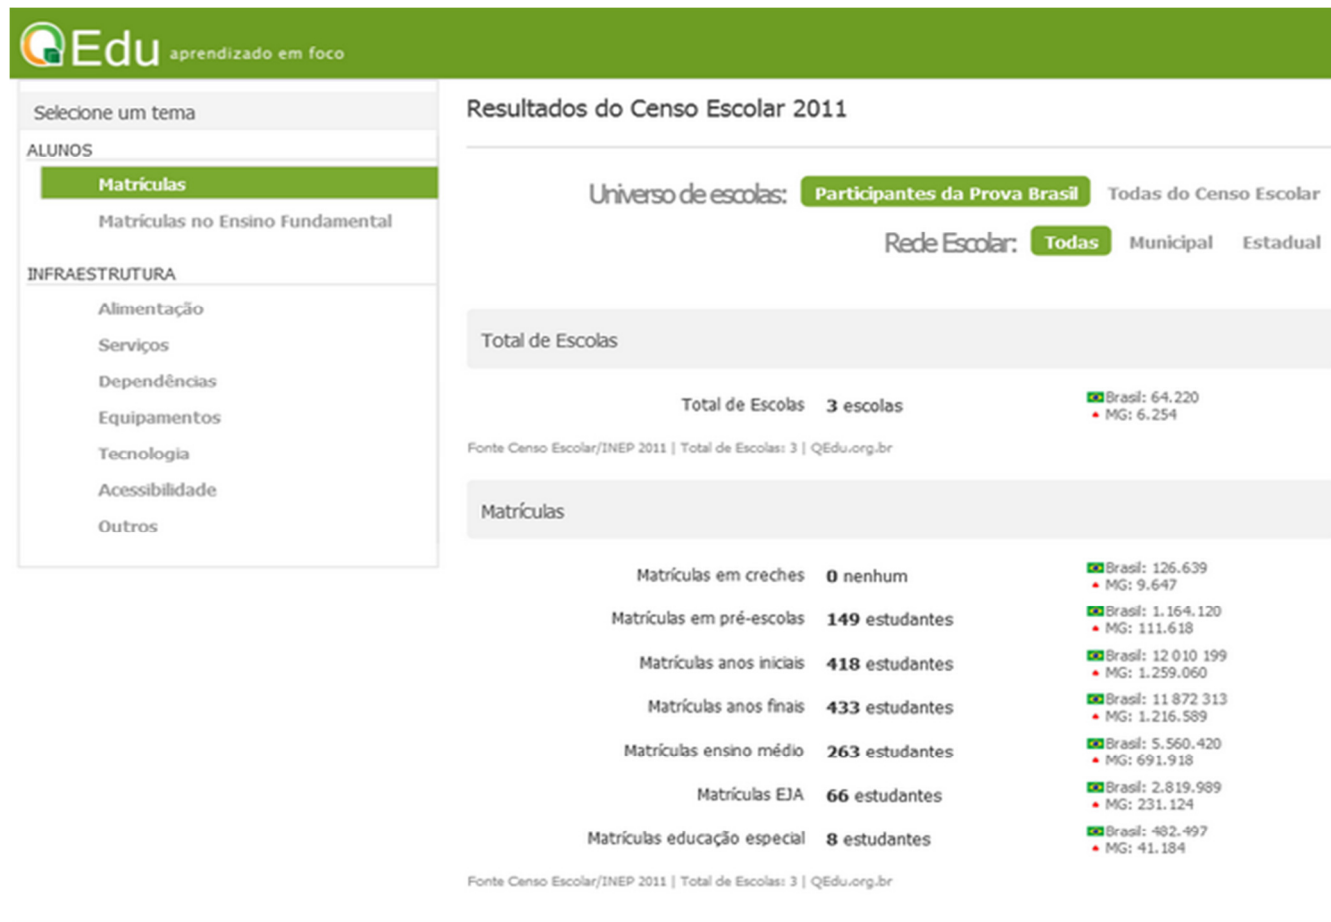 QEdu aprendizado em foco
Selecione um tema
ALUNOS
Matrículas
Matrículas no Ensino Fundamental
INFRAESTRUTURA
Alimentação
Serviços
Dependências
Equipamentos
Tecnologia
Acessibilidade
Outros
Resultados do Censo Escolar 2011
Universo de escolas: Participantes da Prova Brasil Todas do Censo Escolar
Rede Escolar: Todas Municipal Estadual
Total de Escolas
Total de Escolas 3 escolas Brasil: 64.220
MG: 6.254
Fonte Censo Escolar/INEP 2011 | Total de Escolas: 3 | QEdu.org.br
Matrículas
Matrículas em creches 0 nenhum Brasil: 126.639
MG: 9.647
Matrículas em pré-escolas 149 estudantes Brasil: 1.164.120
MG: 111.618
Matrículas anos iniciais 418 estudantes Brasil: 12 010 199
MG: 1.259.060
Matrículas anos finais 433 estudantes Brasil: 11 872 313
MG: 1.216.589
Matrículas ensino médio 263 estudantes Brasil: 5.560.420
MG: 691.918
Matrículas EJA 66 estudantes Brasil: 2.819.989
MG: 231.124
Matrículas educação especial 8 estudantes Brasil: 482.497
MG: 41.184
Fonte Censo Escolar/INEP 2011 | Total de Escolas: 3 | QEdu.org.br